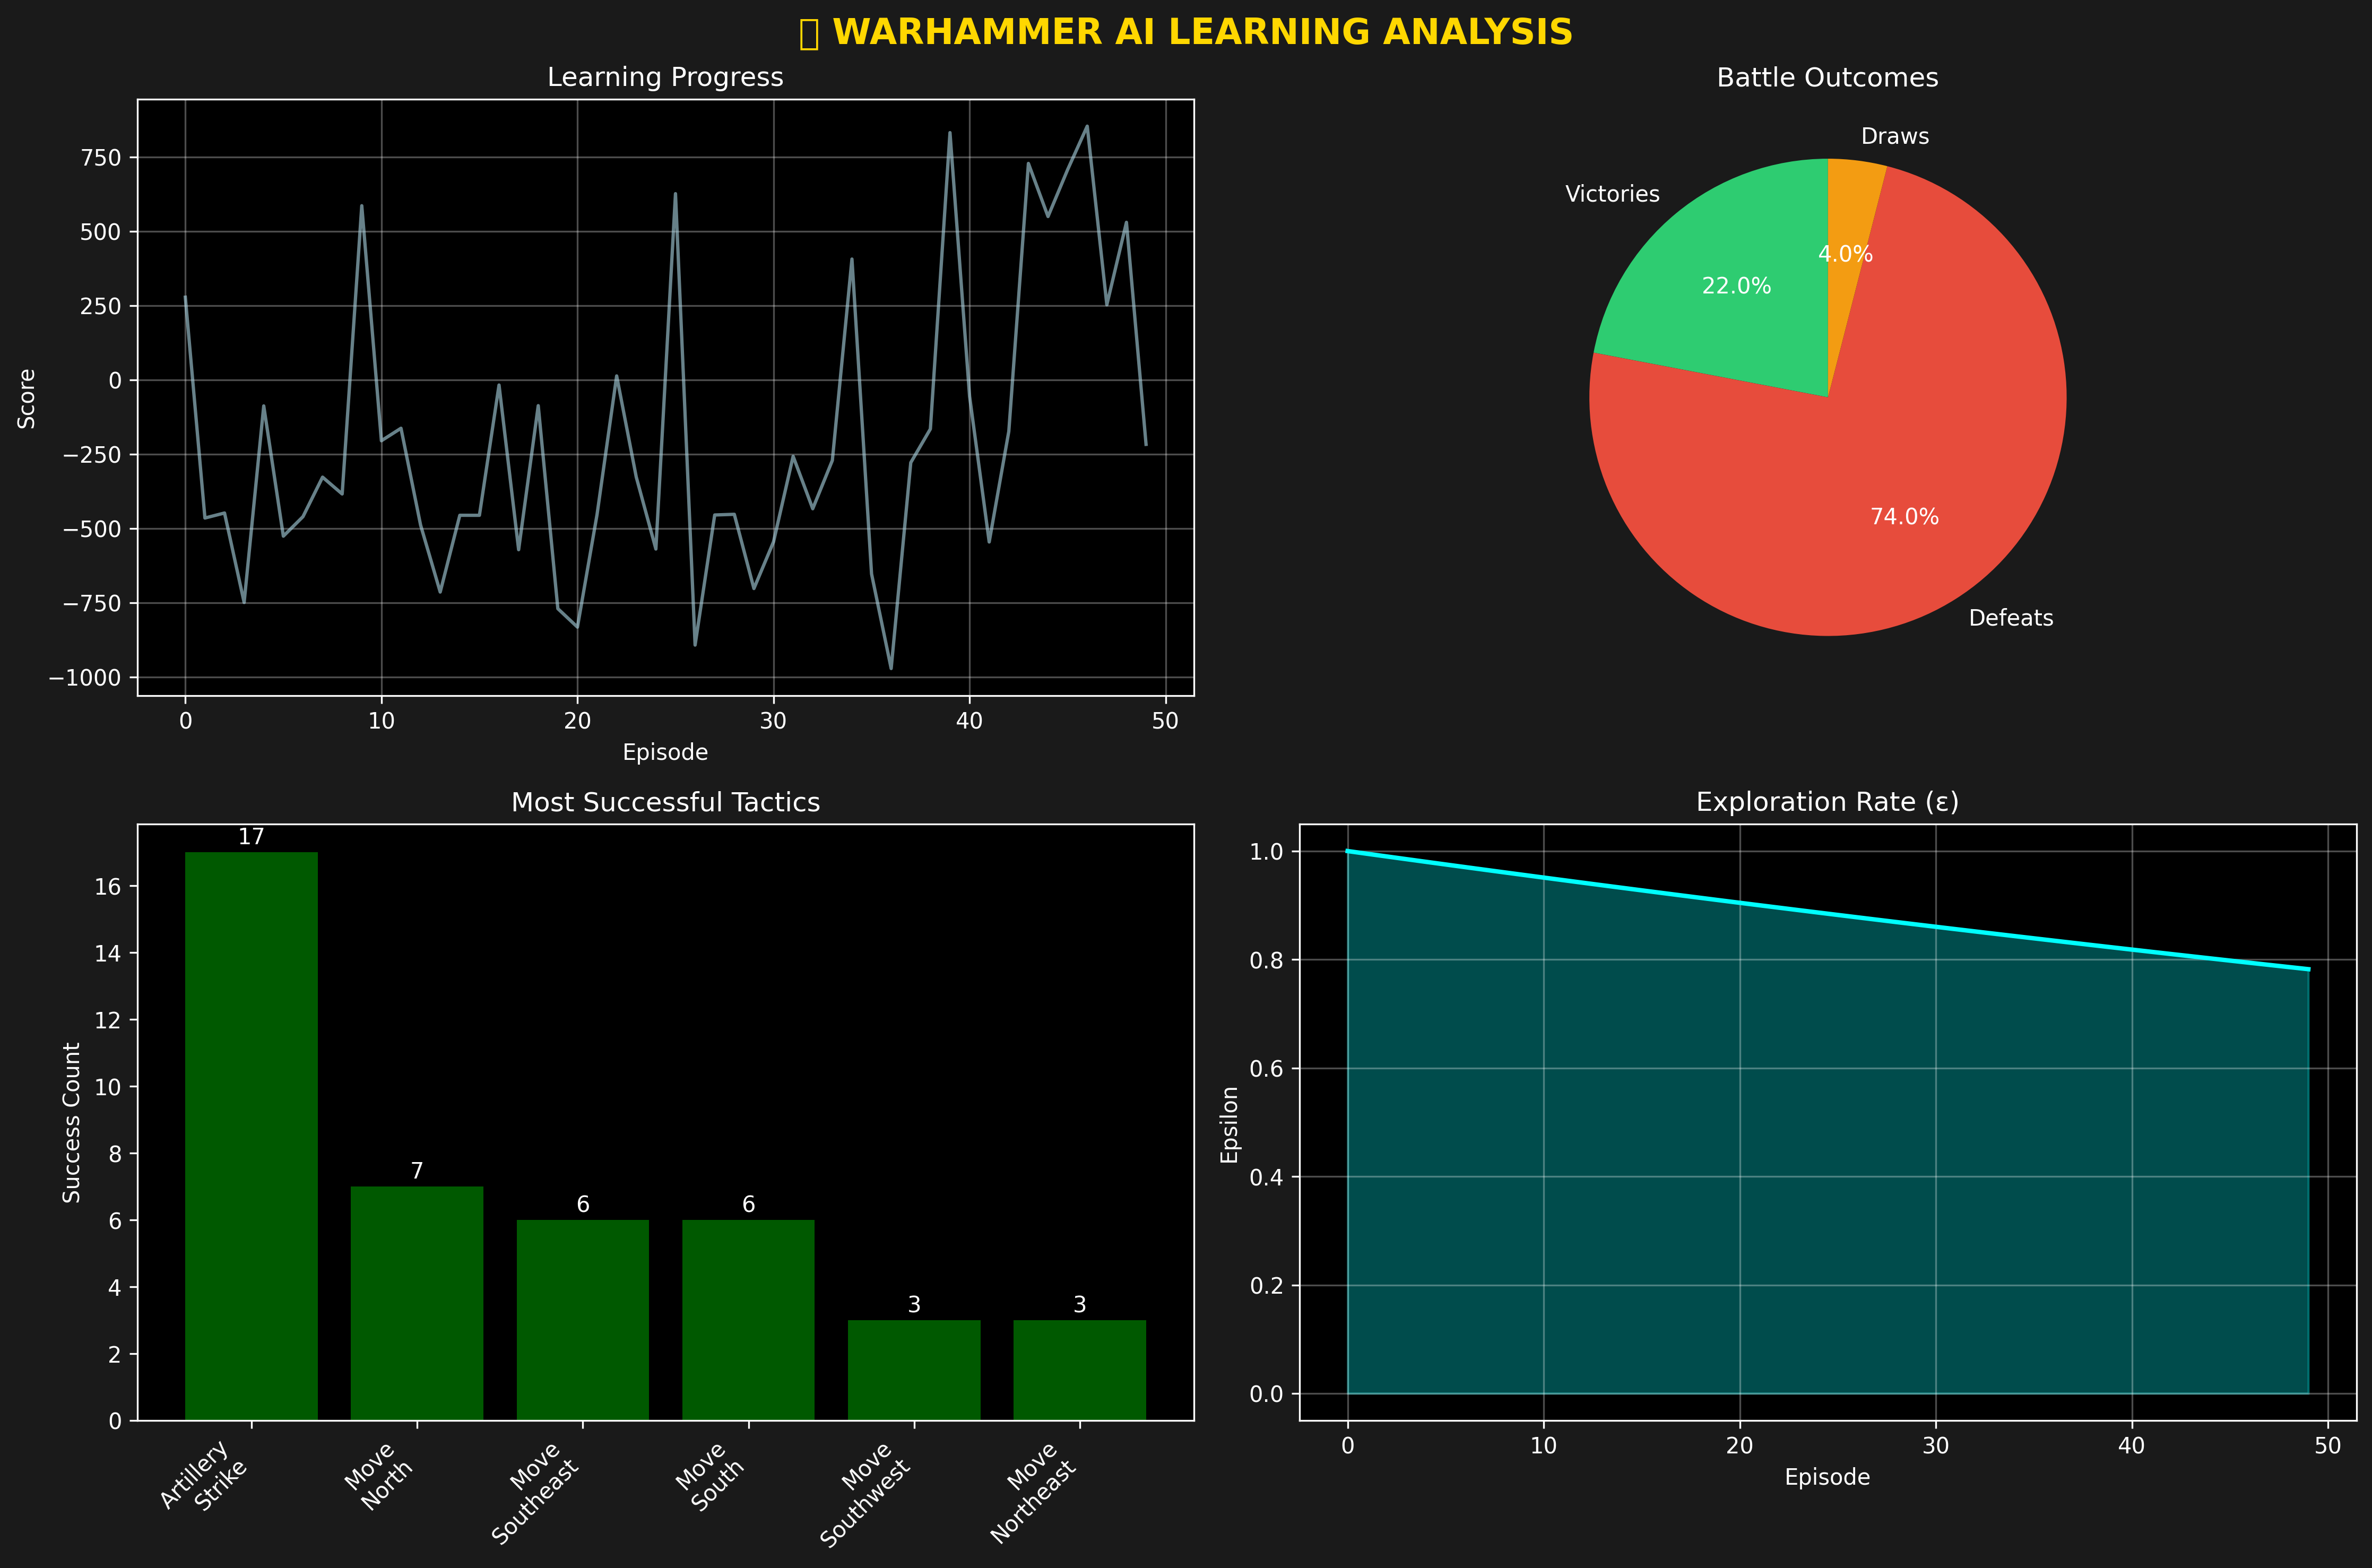 WARHAMMER AI LEARNING ANALYSIS
Learning Progress
Score
750
500
250
0
−250
−500
−750
−1000
0 10 20 30 40 50
Episode
Battle Outcomes
Draws
Victories
4.0%
22.0%
74.0%
Defeats
Most Successful Tactics
Success Count
16
14
12
10
8
6
4
2
0
17
7
6
6
3
3
Artillery
Strike
Move
North
Move
Southeast
Move
South
Move
Southwest
Move
Northeast
Exploration Rate (ε)
Epsilon
1.0
0.8
0.6
0.4
0.2
0.0
0 10 20 30 40 50
Episode